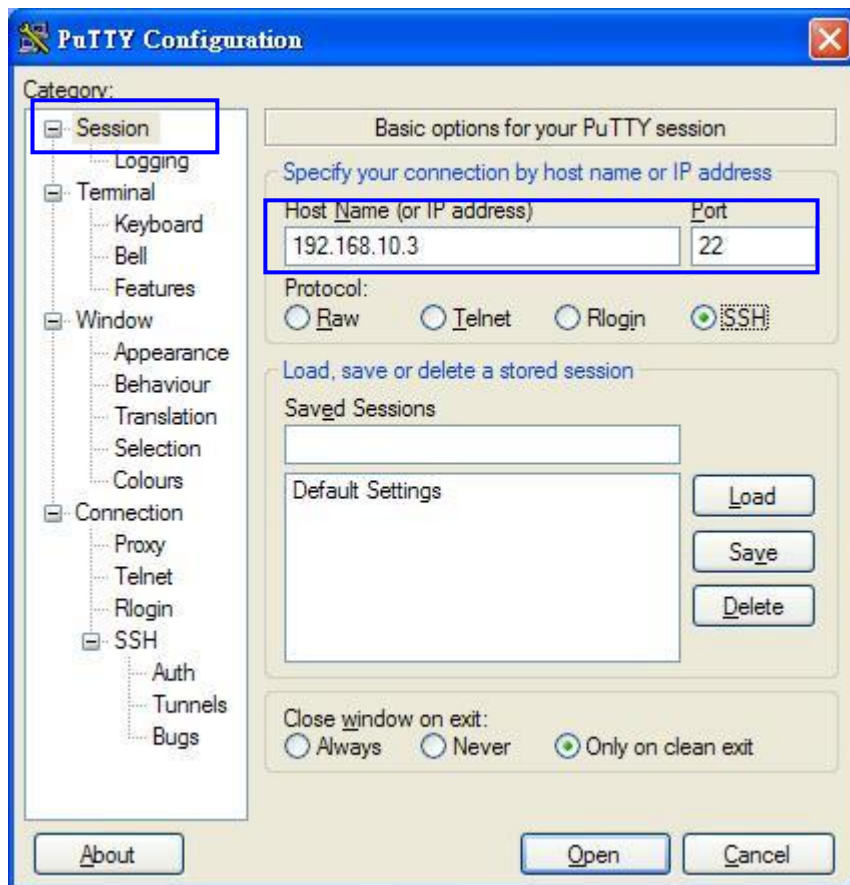 PuTTY Configuration
Category:
Session
Logging
Terminal
Keyboard
Bell
Features
Window
Appearance
Behaviour
Translation
Selection
Colours
Connection
Proxy
Telnet
Rlogin
SSH
Auth
Tunnels
Bugs
Basic options for your PuTTY session
Specify your connection by host name or IP address
Host Name (or IP address) Port
192.168.10.3 22
Protocol:
Raw Telnet Rlogin SSH
Load, save or delete a stored session
Saved Sessions
Default Settings
Load
Save
Delete
Close window on exit:
Always Never Only on clean exit
About Open Cancel